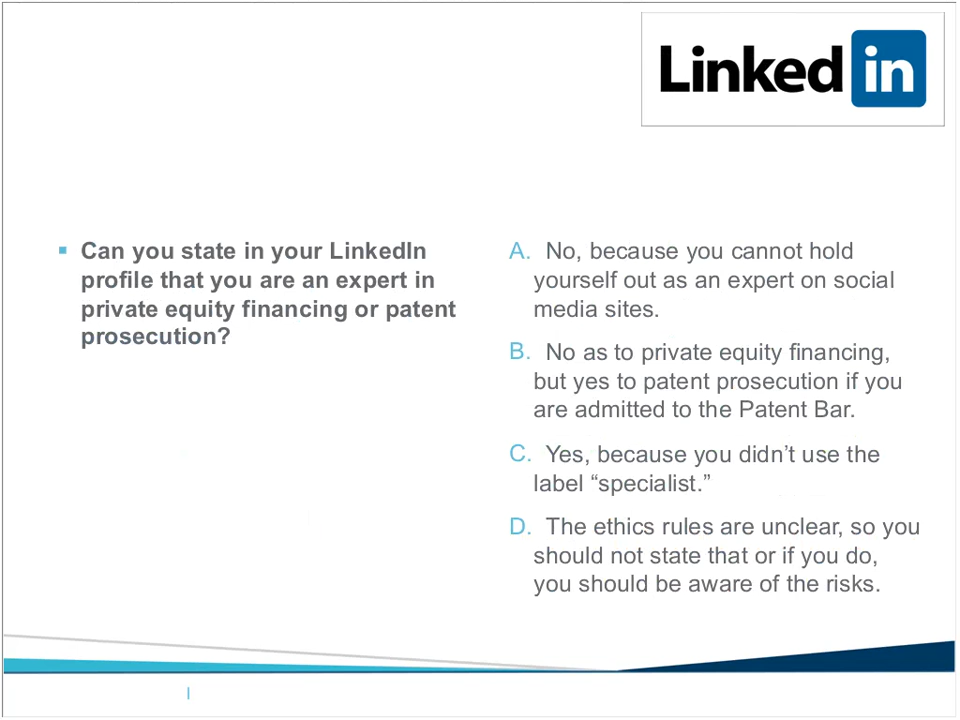 LinkedIn
Can you state in your LinkedIn
profile that you are an expert in
private equity financing or patent
prosecution?
A. No, because you cannot hold
yourself out as an expert on social
media sites.
B. No as to private equity financing,
but yes to patent prosecution if you
are admitted to the Patent Bar.
C. Yes, because you didn’t use the
label “specialist.”
D. The ethics rules are unclear, so you
should not state that or if you do,
you should be aware of the risks.
|